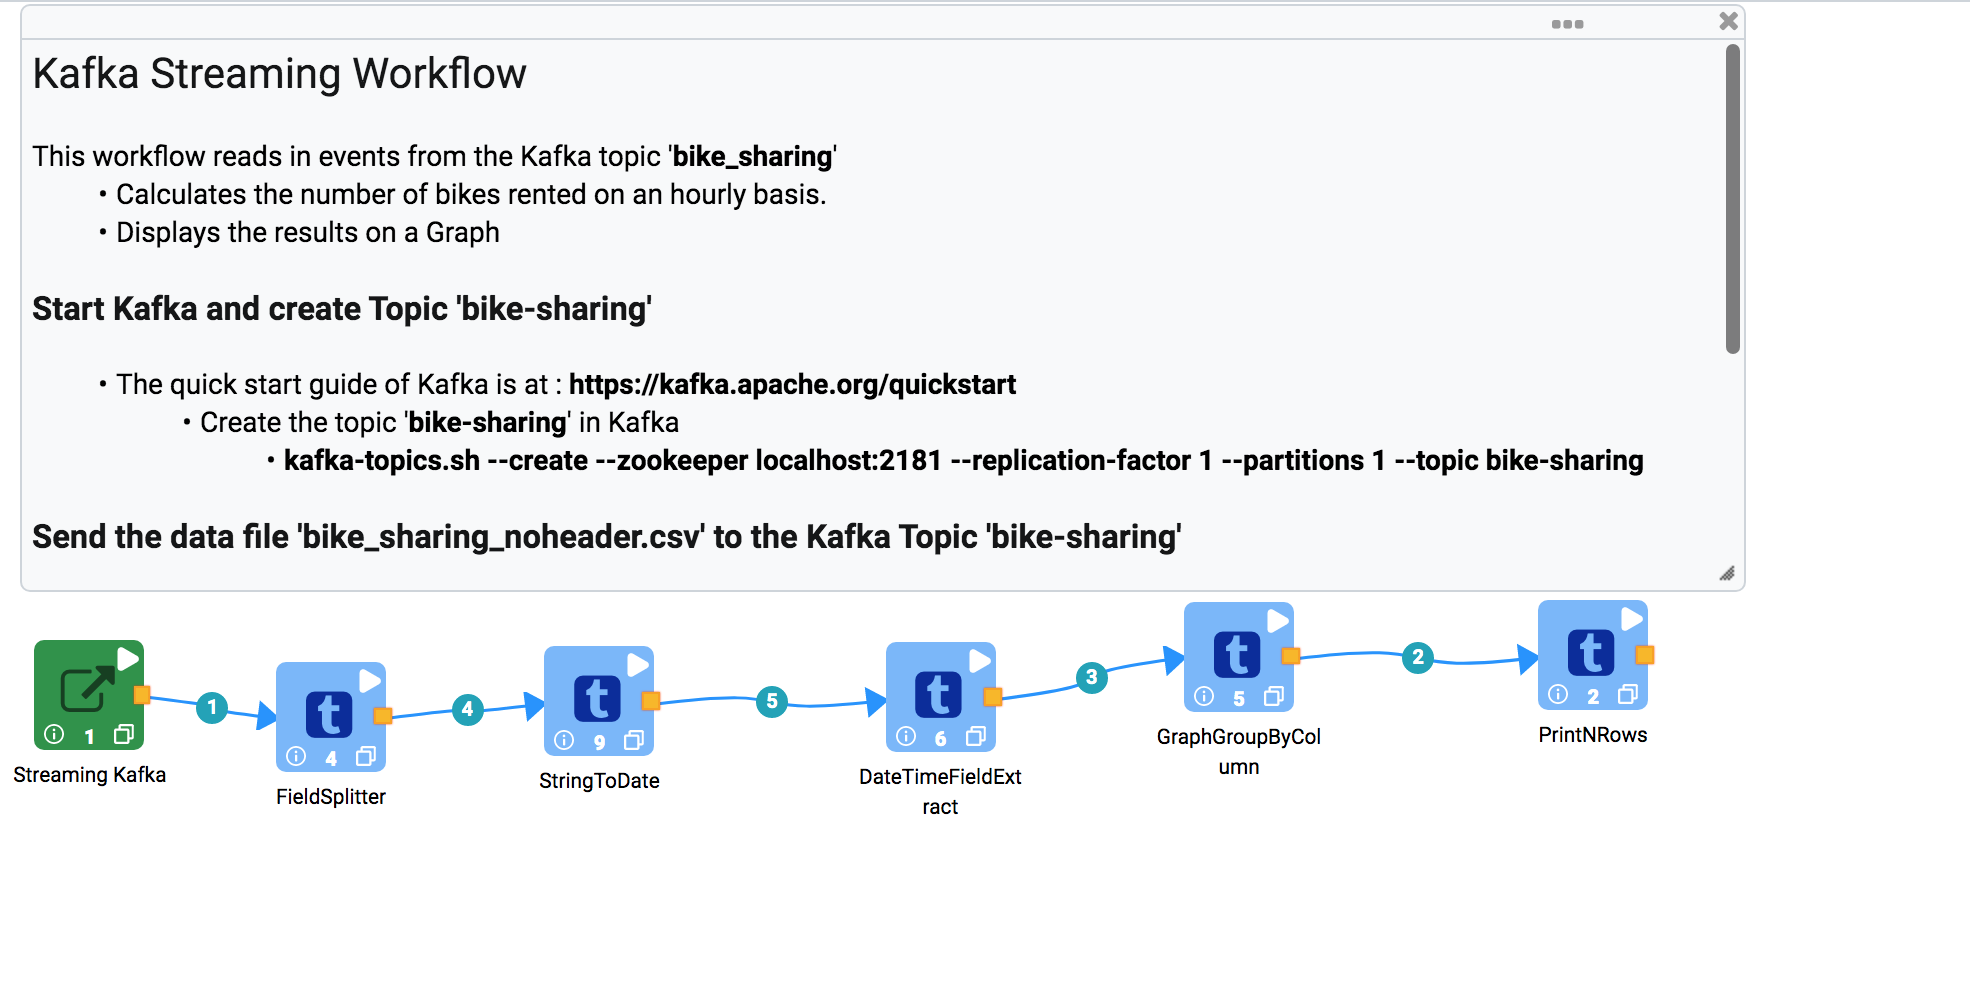 Kafka Streaming Workflow
This workflow reads in events from the Kafka topic 'bike_sharing'
• Calculates the number of bikes rented on an hourly basis.
• Displays the results on a Graph
Start Kafka and create Topic 'bike-sharing'
• The quick start guide of Kafka is at : https://kafka.apache.org/quickstart
• Create the topic 'bike-sharing' in Kafka
• kafka-topics.sh --create --zookeeper localhost:2181 --replication-factor 1 --partitions 1 --topic bike-sharing
Send the data file 'bike_sharing_noheader.csv' to the Kafka Topic 'bike-sharing'
1
Streaming Kafka
1
t
4
FieldSplitter
4
t
9
StringToDate
5
t
6
DateTimeFieldExt
ract
3
t
5
GraphGroupByCol
umn
2
t
2
PrintNRows